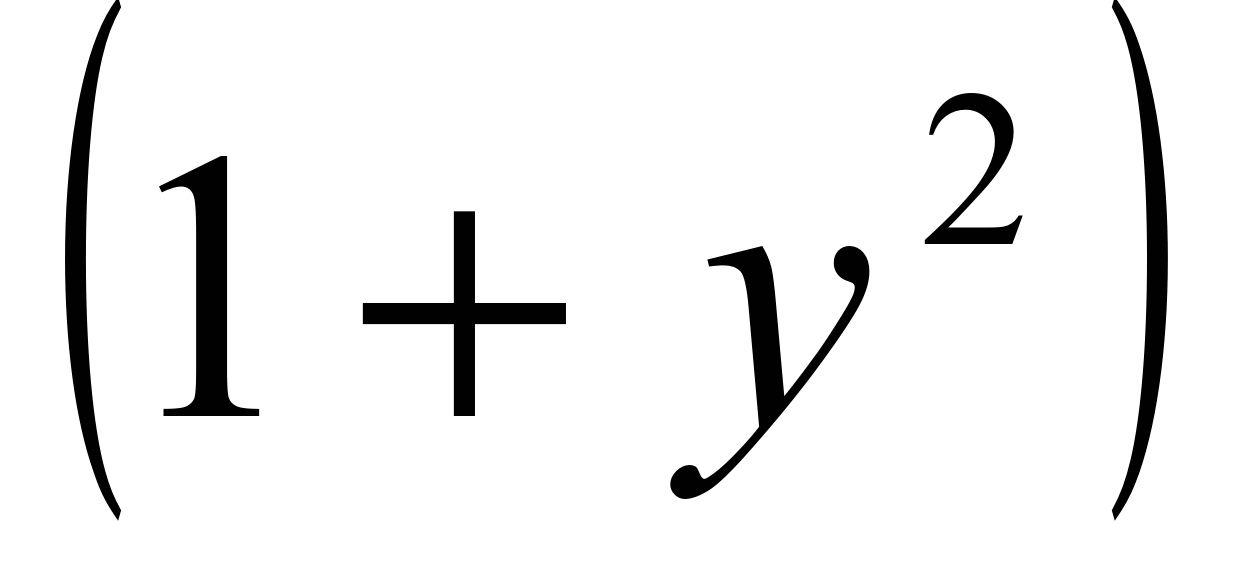 (1 + y²)